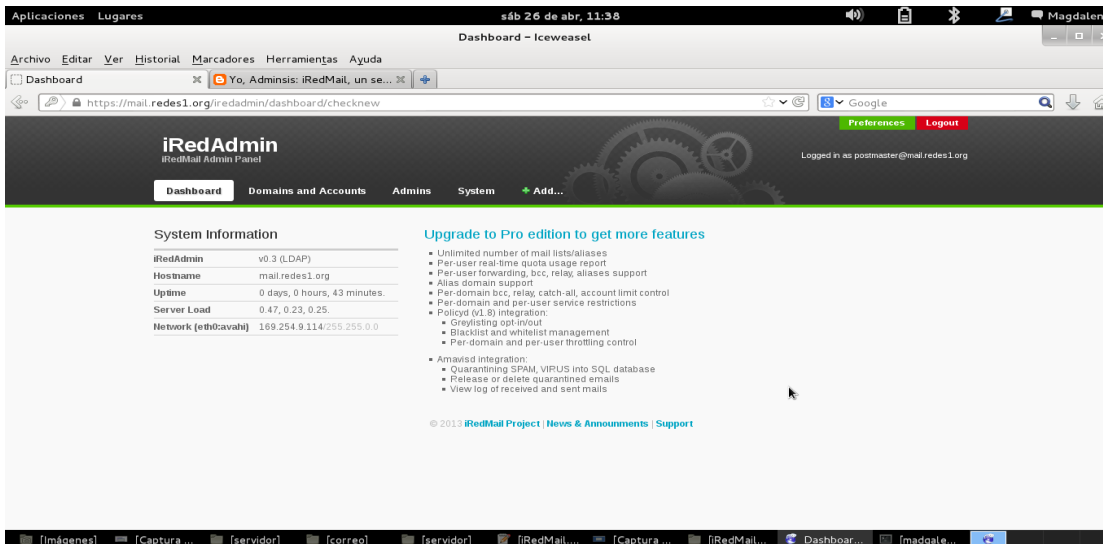 Aplicaciones Lugares sáb 26 de abr, 11:38 Magdalen
Dashboard - Iceweasel
Archivo Editar Ver Historial Marcadores Herramientas Ayuda
Dashboard Yo, Adminsis: iRedMail, un se...
https://mail.redes1.org/iredadmin/dashboard/checknew Google
Preferences Logout
iRedAdmin
iRedMail Admin Panel
Logged in as postmaster@mail.redes1.org
Dashboard Domains and Accounts Admins System + Add...
System Information
iRedAdmin v0.3 (LDAP)
Hostname mail.redes1.org
Uptime 0 days, 0 hours, 43 minutes.
Server Load 0.47, 0.23, 0.25.
Network (eth0:avahi) 169.254.9.114/255.255.0.0
Upgrade to Pro edition to get more features
Unlimited number of mail lists/aliases
Per-user real-time quota usage report
Per-user forwarding, bcc, relay, aliases support
Alias domain support
Per-domain bcc, relay, catch-all, account limit control
Per-domain and per-user service restrictions
Policyd (v1.8) integration:
Greylisting opt-in/out
Blacklist and whitelist management
Per-domain and per-user throttling control
Amavisd integration:
Quarantining SPAM, VIRUS into SQL database
Release or delete quarantined emails
View log of received and sent mails
© 2013 iRedMail Project | News & Announments | Support
[Imágenes] [Captura ... [servidor] [correo] [servidor] [iRedMail.... [Captura ... [iRedMail... Dashboar... [madgale...